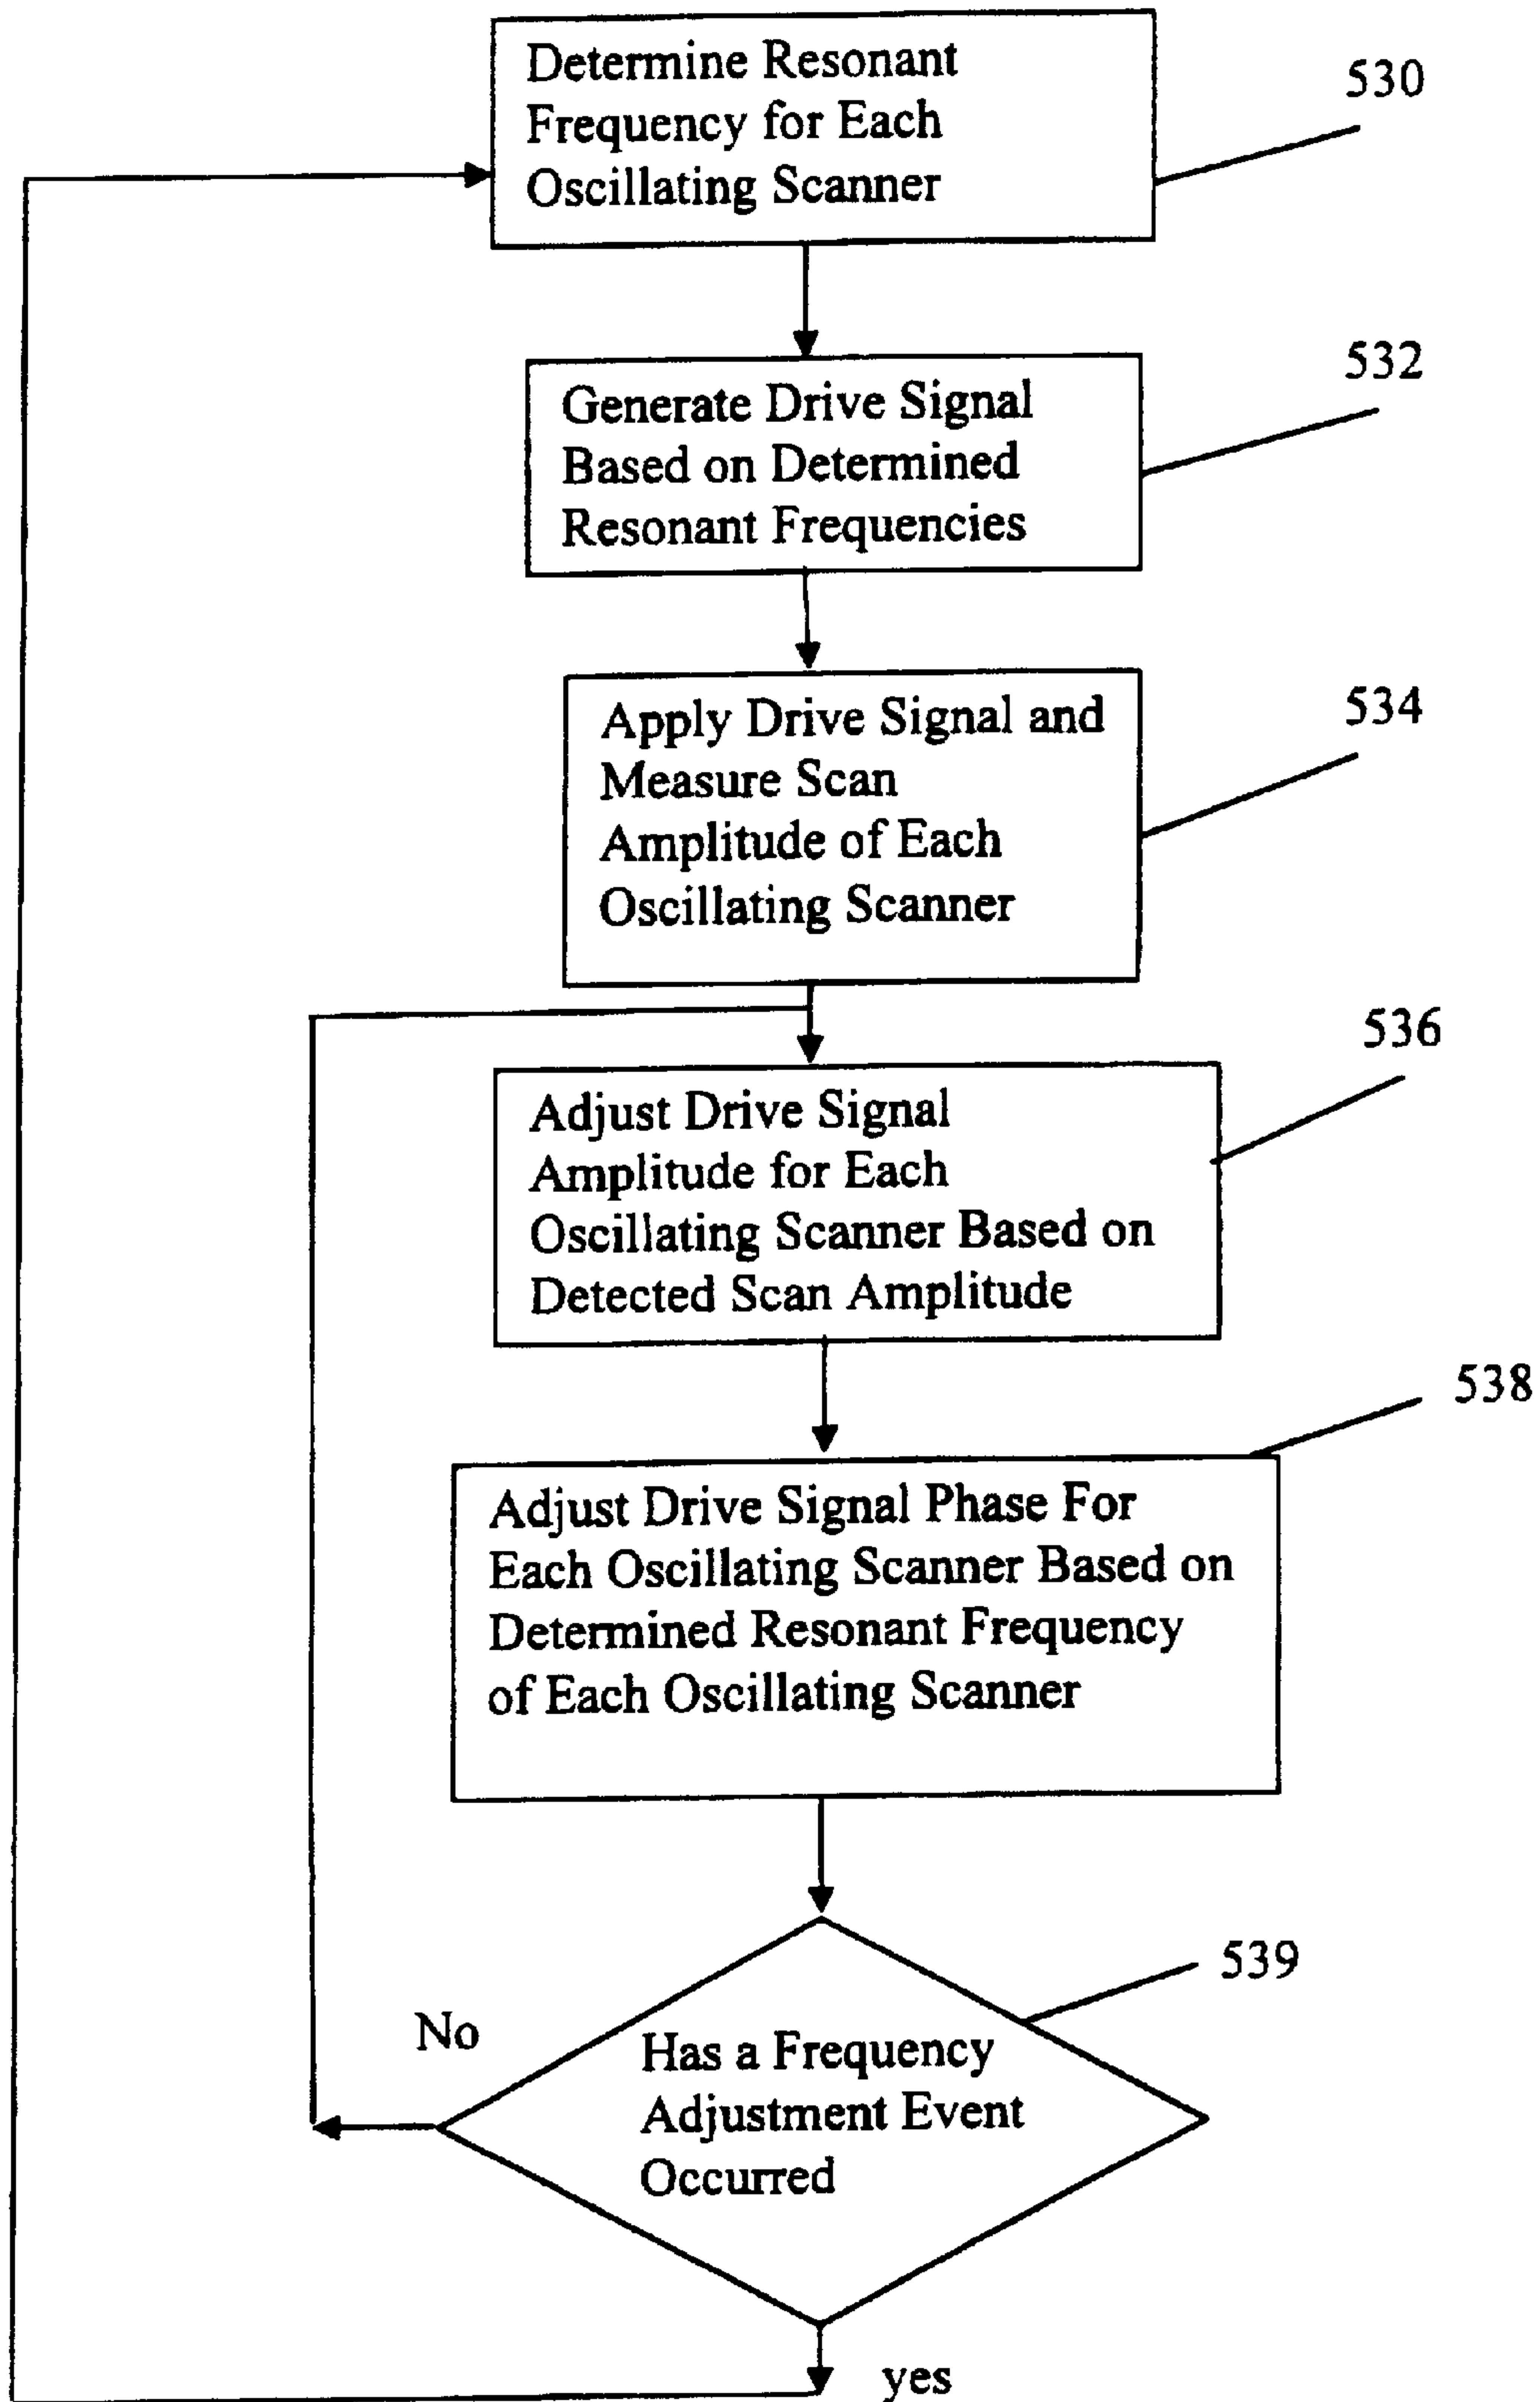 Determine Resonant
Frequency for Each
Oscillating Scanner
530
Generate Drive Signal
Based on Determined
Resonant Frequencies
532
Apply Drive Signal and
Measure Scan
Amplitude of Each
Oscillating Scanner
534
Adjust Drive Signal
Amplitude for Each
Oscillating Scanner Based on
Detected Scan Amplitude
536
Adjust Drive Signal Phase For
Each Oscillating Scanner Based on
Determined Resonant Frequency
of Each Oscillating Scanner
538
Has a Frequency
Adjustment Event
Occurred
539
No
yes